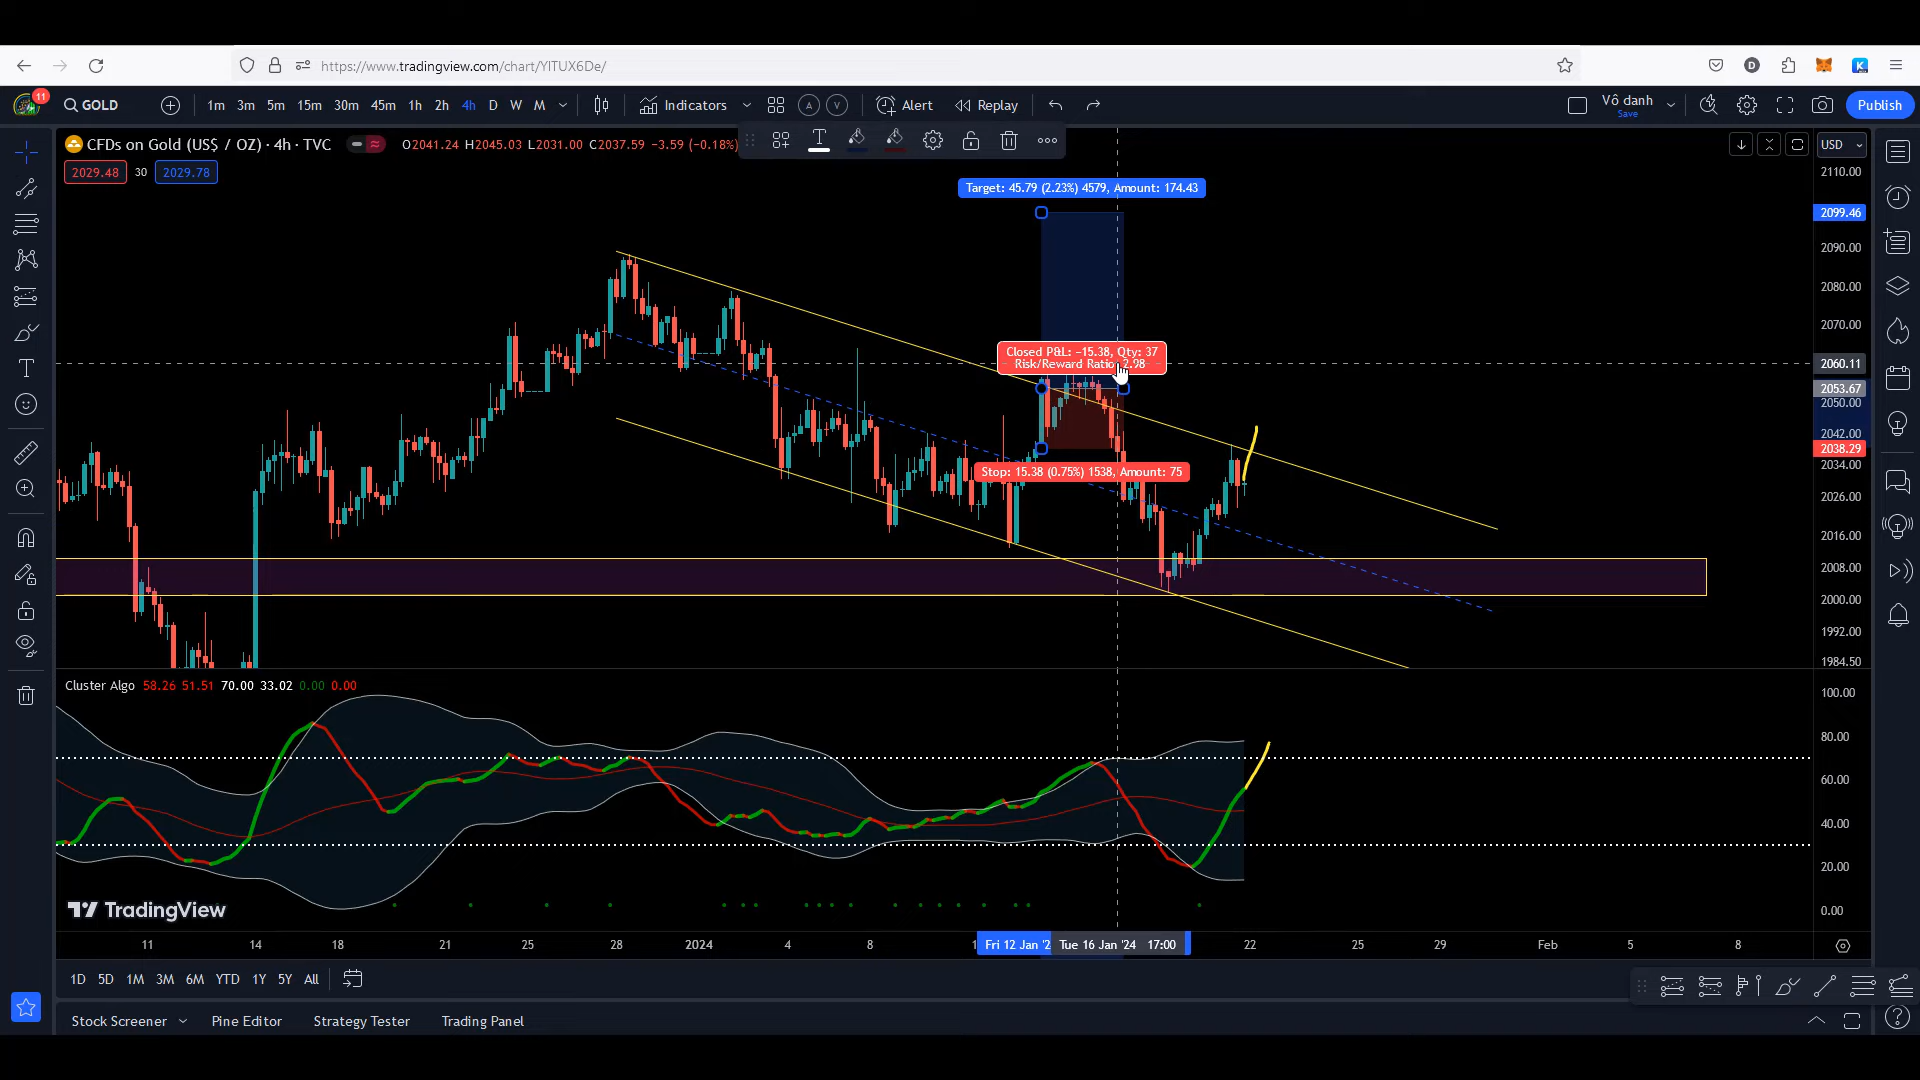 https://www.tradingview.com/chart/YITUX6De/
11
GOLD
1m 3m 5m 15m 30m 45m 1h 2h 4h D W M
Indicators
A V
Alert
Replay
Vô danh
Save
Publish
CFDs on Gold (US$ / OZ) · 4h · TVC
O2041.24 H2045.03 L2031.00 C2037.59 −3.59 (−0.18%)
USD
2029.48 30 2029.78
2110.00
Target: 45.79 (2.23%) 4579, Amount: 174.43
2099.46
2090.00
2080.00
2070.00
Closed P&L: −15.38, Qty: 37
Risk/Reward Ratio: 2.98
2060.11
2053.67
2050.00
2042.00
2038.29
2034.00
Stop: 15.38 (0.75%) 1538, Amount: 75
2026.00
2016.00
2008.00
2000.00
1992.00
1984.50
Cluster Algo 58.26 51.51 70.00 33.02 0.00 0.00
100.00
80.00
60.00
40.00
20.00
0.00
TradingView
11 14 18 21 25 28 2024 4 8 Fri 12 Jan '2 Tue 16 Jan '24 17:00 22 25 29 Feb 5 8
1D 5D 1M 3M 6M YTD 1Y 5Y All
Stock Screener Pine Editor Strategy Tester Trading Panel